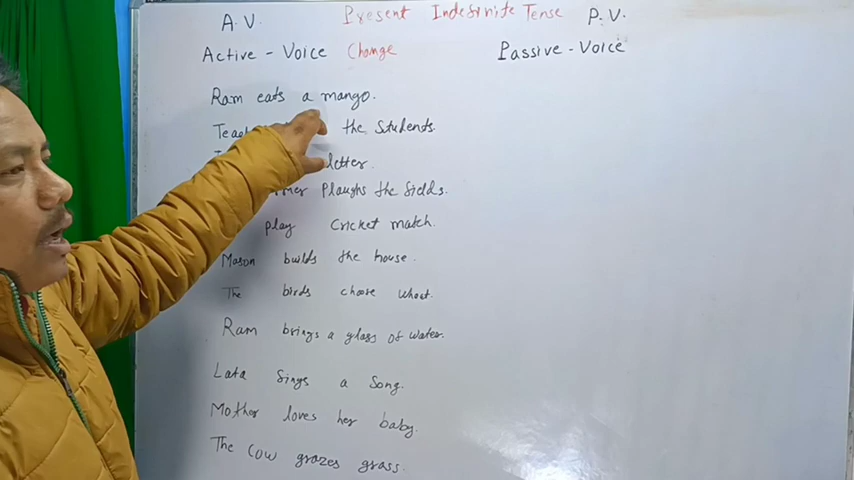 A.V. Present Indefinite Tense P.V.
Active - Voice Change Passive - Voice
Ram eats a mango.
the students.
letter.
Ploughs the fields.
play cricket match.
Mason builds the house.
The birds choose wheat.
Ram brings a glass of water.
Lata sings a song.
Mother loves her baby.
The cow grazes grass.